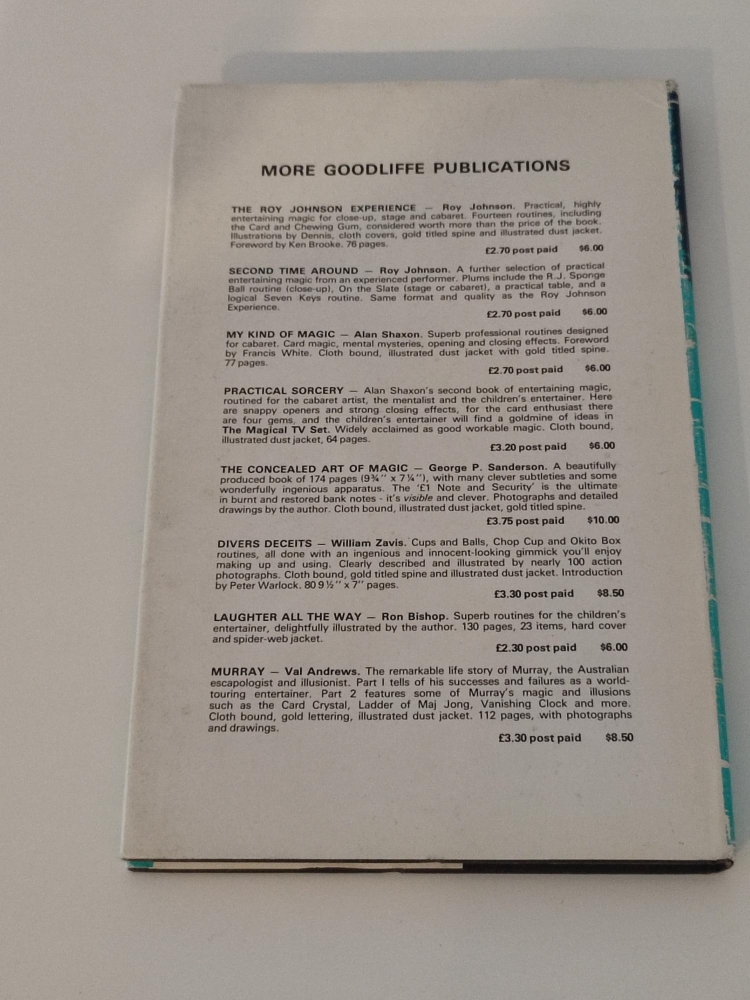 MORE GOODLIFFE PUBLICATIONS
THE ROY JOHNSON EXPERIENCE — Roy Johnson. Practical, highly
entertaining magic for close-up, stage and cabaret. Fourteen routines, including
the Card and Chewing Gum, considered worth more than the price of the book.
Illustrations by Dennis, cloth covers, gold titled spine and illustrated dust jacket.
Foreword by Ken Brooke. 76 pages.
£2.70 post paid $6.00
SECOND TIME AROUND — Roy Johnson. A further selection of practical
entertaining magic from an experienced performer. Plums include the R.J. Sponge
Ball routine (close-up), On the Slate (stage or cabaret), a practical table, and a
logical Seven Keys routine. Same format and quality as the Roy Johnson
Experience.
£2.70 post paid $6.00
MY KIND OF MAGIC — Alan Shaxon. Superb professional routines designed
for cabaret. Card magic, mental mysteries, opening and closing effects. Foreword
by Francis White. Cloth bound, illustrated dust jacket with gold titled spine.
77 pages.
£2.70 post paid $6.00
PRACTICAL SORCERY — Alan Shaxon's second book of entertaining magic,
routined for the cabaret artist, the mentalist and the children's entertainer. Here
are snappy openers and strong closing effects, for the card enthusiast there
are four gems, and the children's entertainer will find a goldmine of ideas in
The Magical TV Set. Widely acclaimed as good workable magic. Cloth bound,
illustrated dust jacket, 64 pages.
£3.20 post paid $6.00
THE CONCEALED ART OF MAGIC — George P. Sanderson. A beautifully
produced book of 174 pages (9¾" x 7¼"), with many clever subtleties and some
wonderfully ingenious apparatus. The '£1 Note and Security' is the ultimate
in burnt and restored bank notes - it's visible and clever. Photographs and detailed
drawings by the author. Cloth bound, illustrated dust jacket, gold titled spine.
£3.75 post paid $10.00
DIVERS DECEITS — William Zavis. Cups and Balls, Chop Cup and Okito Box
routines, all done with an ingenious and innocent-looking gimmick you'll enjoy
making up and using. Clearly described and illustrated by nearly 100 action
photographs. Cloth bound, gold titled spine and illustrated dust jacket. Introduction
by Peter Warlock. 80 9½" x 7" pages.
£3.30 post paid $8.50
LAUGHTER ALL THE WAY — Ron Bishop. Superb routines for the children's
entertainer, delightfully illustrated by the author. 130 pages, 23 items, hard cover
and spider-web jacket.
£2.30 post paid $6.00
MURRAY — Val Andrews. The remarkable life story of Murray, the Australian
escapologist and illusionist. Part I tells of his successes and failures as a world-
touring entertainer. Part 2 features some of Murray's magic and illusions
such as the Card Crystal, Ladder of Maj Jong, Vanishing Clock and more.
Cloth bound, gold lettering, illustrated dust jacket. 112 pages, with photographs
and drawings.
£3.30 post paid $8.50